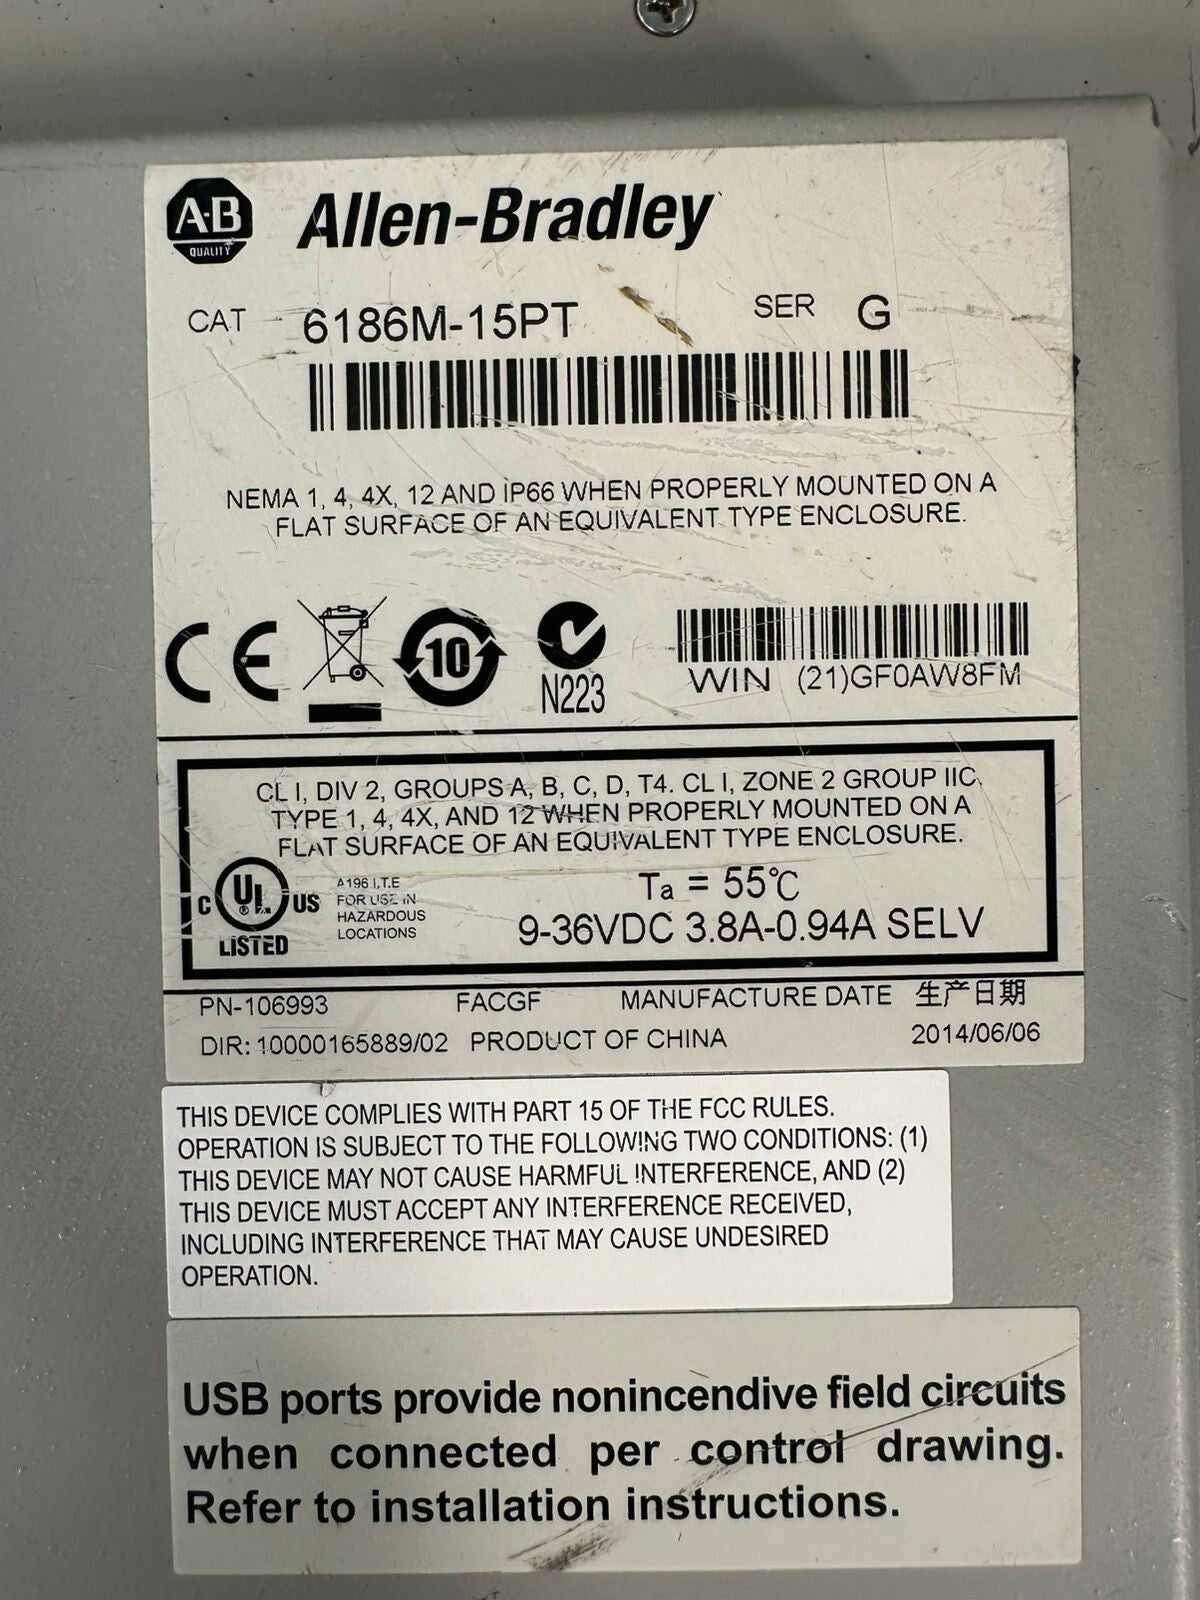 A-B
QUALITY
Allen-Bradley
CAT 6186M-15PT SER G
NEMA 1, 4, 4X, 12 AND IP66 WHEN PROPERLY MOUNTED ON A
FLAT SURFACE OF AN EQUIVALENT TYPE ENCLOSURE.
CE
10
N223
WIN (21)GF0AW8FM
CL I, DIV 2, GROUPS A, B, C, D, T4. CL I, ZONE 2 GROUP IIC.
TYPE 1, 4, 4X, AND 12 WHEN PROPERLY MOUNTED ON A
FLAT SURFACE OF AN EQUIVALENT TYPE ENCLOSURE.
C UL ® US
LISTED
A196 I.T.E
FOR USE IN
HAZARDOUS
LOCATIONS
Ta = 55℃
9-36VDC 3.8A-0.94A SELV
PN-106993 FACGF MANUFACTURE DATE 生产日期
DIR: 10000165889/02 PRODUCT OF CHINA 2014/06/06
THIS DEVICE COMPLIES WITH PART 15 OF THE FCC RULES.
OPERATION IS SUBJECT TO THE FOLLOWING TWO CONDITIONS: (1)
THIS DEVICE MAY NOT CAUSE HARMFUL INTERFERENCE, AND (2)
THIS DEVICE MUST ACCEPT ANY INTERFERENCE RECEIVED,
INCLUDING INTERFERENCE THAT MAY CAUSE UNDESIRED
OPERATION.
USB ports provide nonincendive field circuits
when connected per control drawing.
Refer to installation instructions.